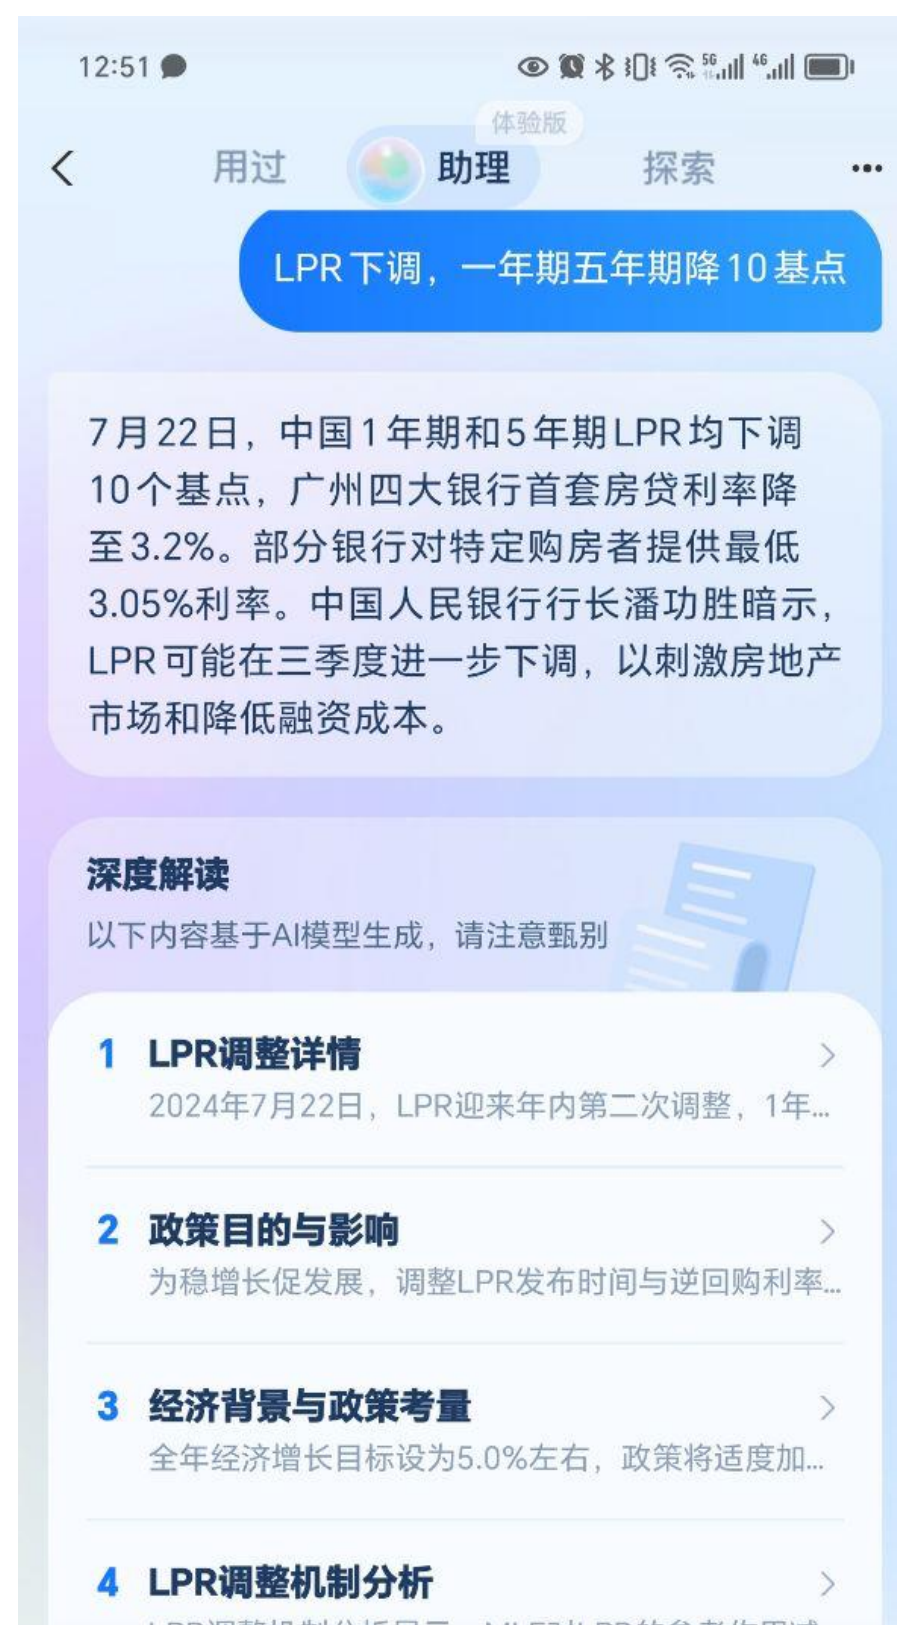 12:51
5G 4G
体验版
用过 助理 探索
LPR下调，一年期五年期降10基点
7月22日，中国1年期和5年期LPR均下调
10个基点，广州四大银行首套房贷利率降
至3.2%。部分银行对特定购房者提供最低
3.05%利率。中国人民银行行长潘功胜暗示，
LPR可能在三季度进一步下调，以刺激房地产
市场和降低融资成本。
深度解读
以下内容基于AI模型生成，请注意甄别
1 LPR调整详情
2024年7月22日，LPR迎来年内第二次调整，1年...
2 政策目的与影响
为稳增长促发展，调整LPR发布时间与逆回购利率...
3 经济背景与政策考量
全年经济增长目标设为5.0%左右，政策将适度加...
4 LPR调整机制分析